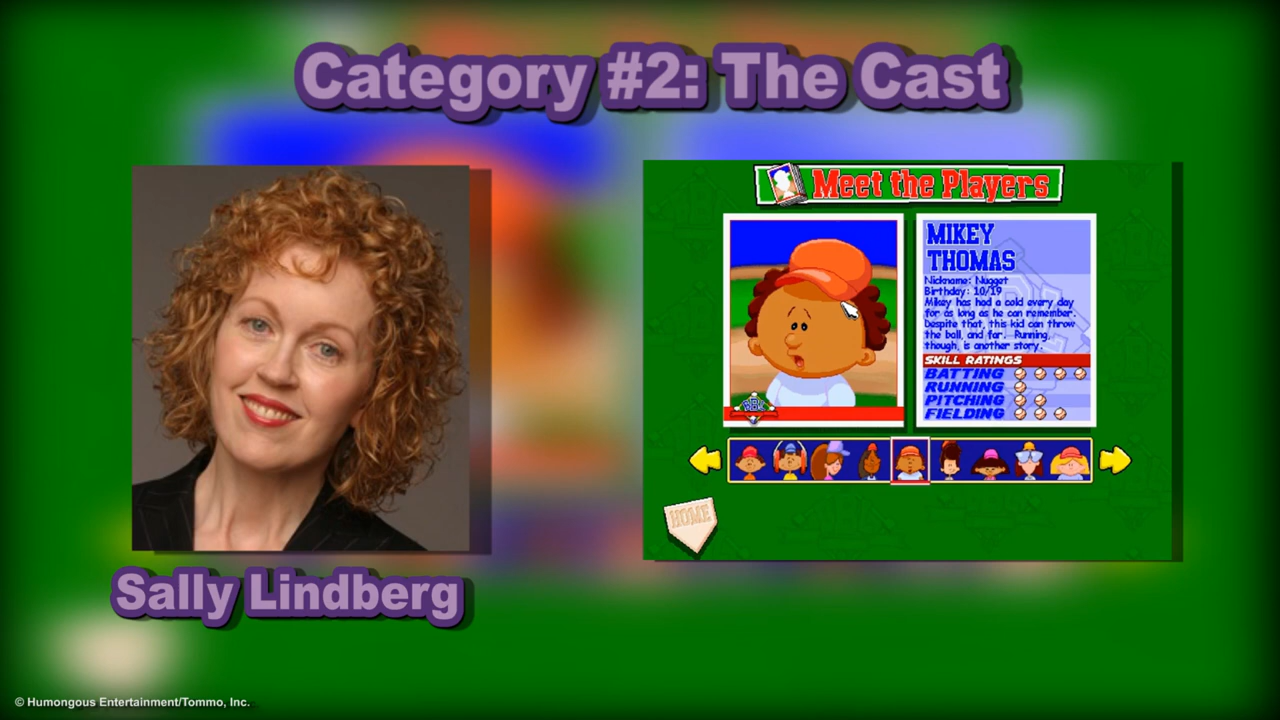 Category #2: The Cast
Meet the Players
MIKEY
THOMAS
Nickname: Nugget
Birthday: 10/19
Mikey has had a cold every day
for as long as he can remember.
Despite that, this kid can throw
the ball, and far. Running,
though, is another story.
SKILL RATINGS
BATTING
RUNNING
PITCHING
FIELDING
HOME
Sally Lindberg
© Humongous Entertainment/Tommo, Inc.